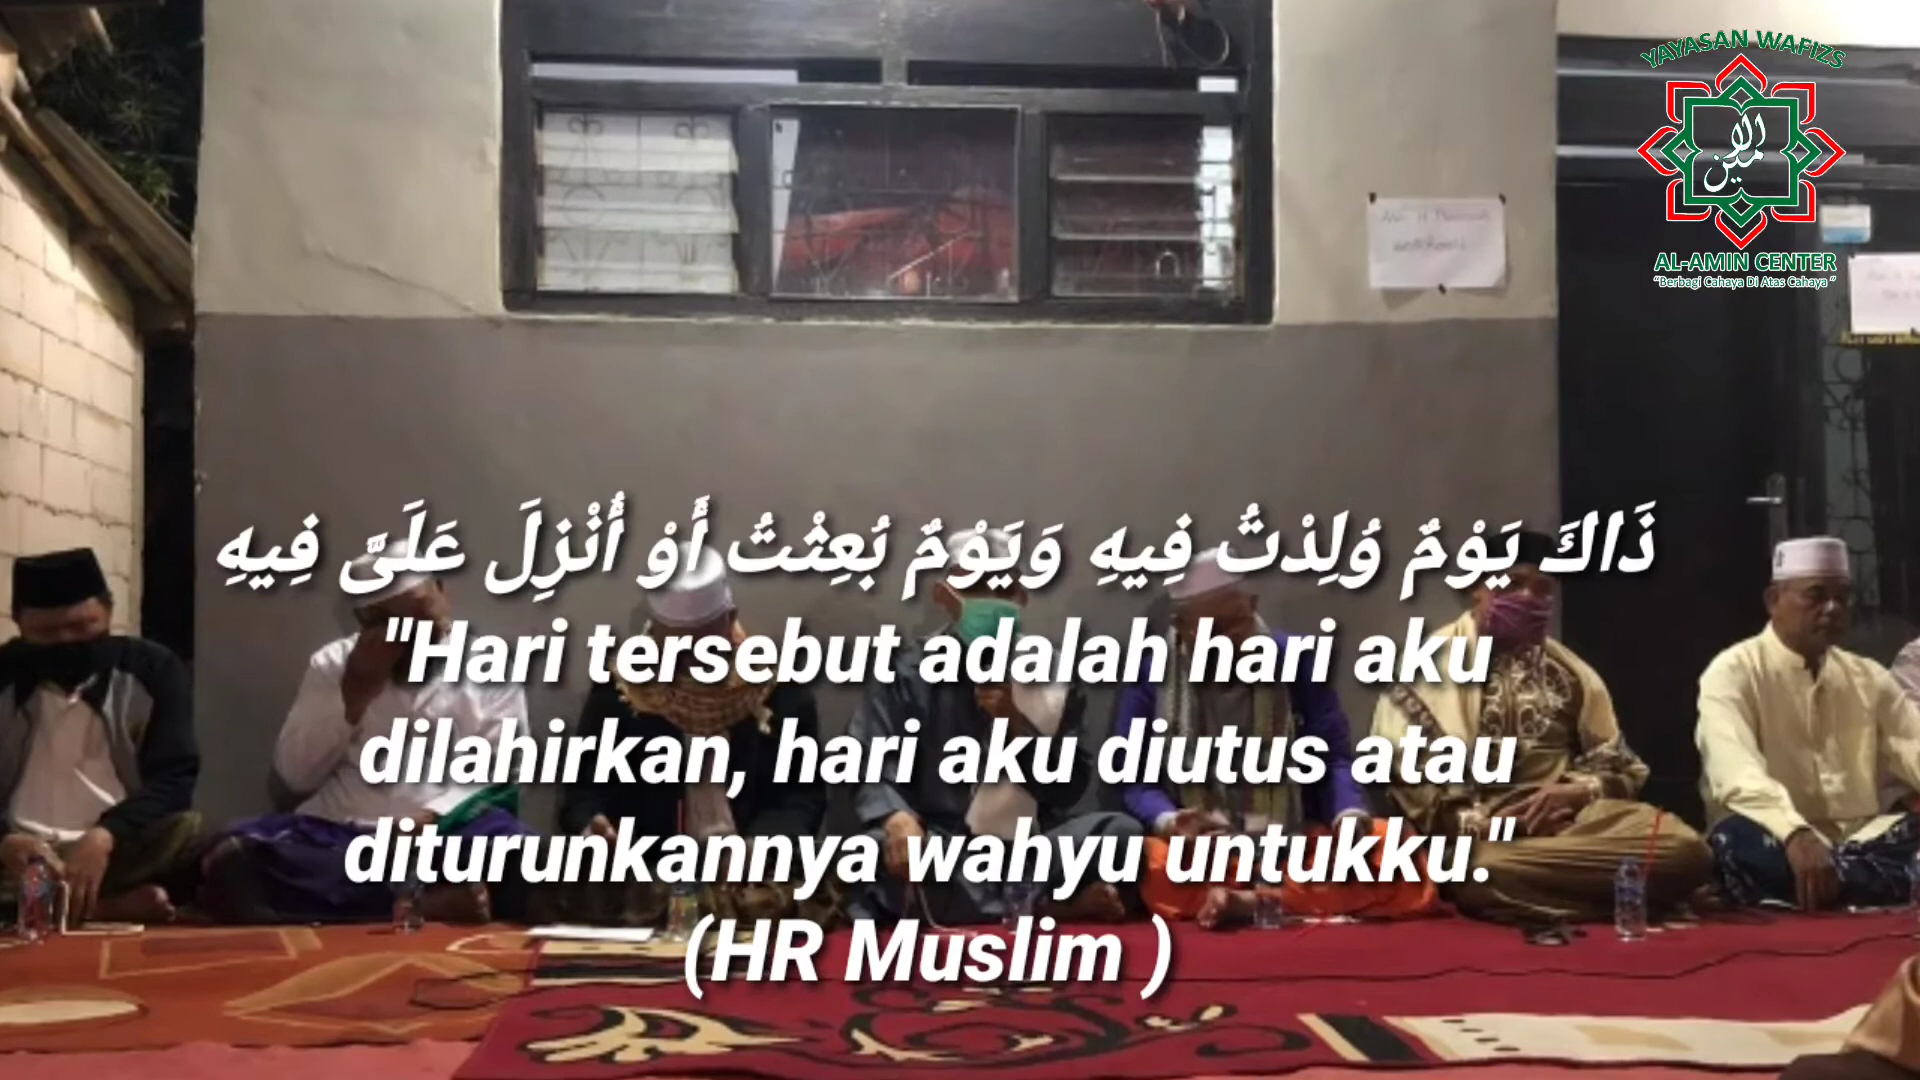 YAYASAN WAFIZS
الامين
AL-AMIN CENTER
"Berbagi Cahaya Di Atas Cahaya "
ذَاكَ يَوْمٌ وُلِدْتُ فِيهِ وَيَوْمٌ بُعِثْتُ أَوْ أُنْزِلَ عَلَىَّ فِيهِ
"Hari tersebut adalah hari aku
dilahirkan, hari aku diutus atau
diturunkannya wahyu untukku."
(HR Muslim )